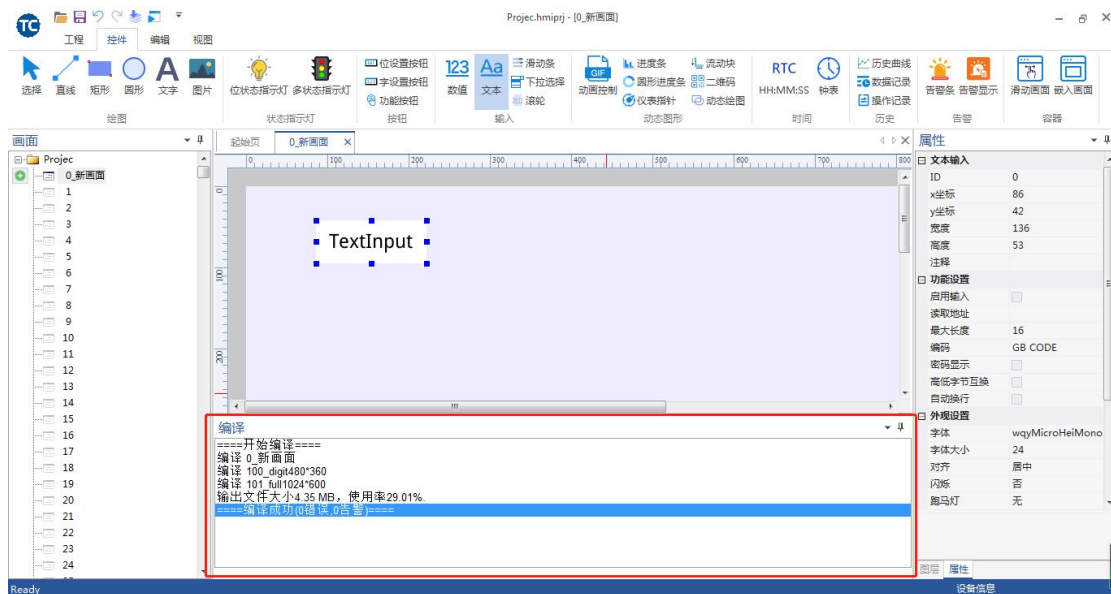 TC
Projec.hmiprj - [0_新画面]
工程 控件 编辑 视图
选择 直线 矩形 圆形 文字 图片
位状态指示灯 多状态指示灯
位设置按钮
字设置按钮
功能按钮
123 数值
Aa 文本
滑动条
下拉选择
滚轮
GIF 动画控制
进度条 流动块
圆形进度条 二维码
仪表指针 动态绘图
RTC
HH:MM:SS 钟表
历史曲线
数据记录
操作记录
告警条 告警显示
滑动画面 嵌入画面
绘图 状态指示灯 按钮 输入 动态图形 时间 历史 告警 容器
画面
Projec
0_新画面
1
2
3
4
5
6
7
8
9
10
11
12
13
14
15
16
17
18
19
20
21
22
23
24
起始页 0_新画面
0 100 200 300 400 500 600 700 800
0
100
200
TextInput
编译
====开始编译====
编译 0_新画面
编译 100_digit480*360
编译 101_full1024*600
输出文件大小4.35 MB，使用率29.01%.
====编译成功(0错误,0告警)====
属性
文本输入
ID 0
x坐标 86
y坐标 42
宽度 136
高度 53
注释
功能设置
启用输入
读取地址
最大长度 16
编码 GB CODE
密码显示
高低字节互换
自动换行
外观设置
字体 wqyMicroHeiMono
字体大小 24
对齐 居中
闪烁 否
跑马灯 无
图层 属性
Ready 设备信息